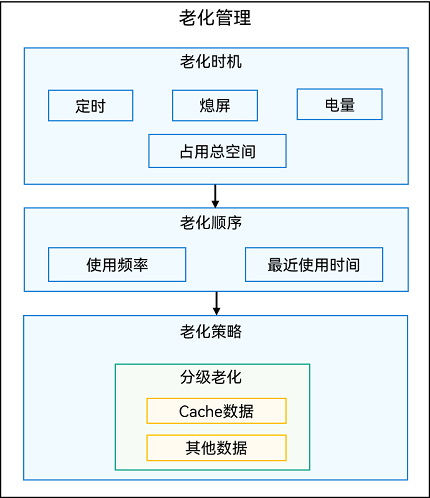 老化管理
老化时机
定时
熄屏
电量
占用总空间
老化顺序
使用频率
最近使用时间
老化策略
分级老化
Cache数据
其他数据